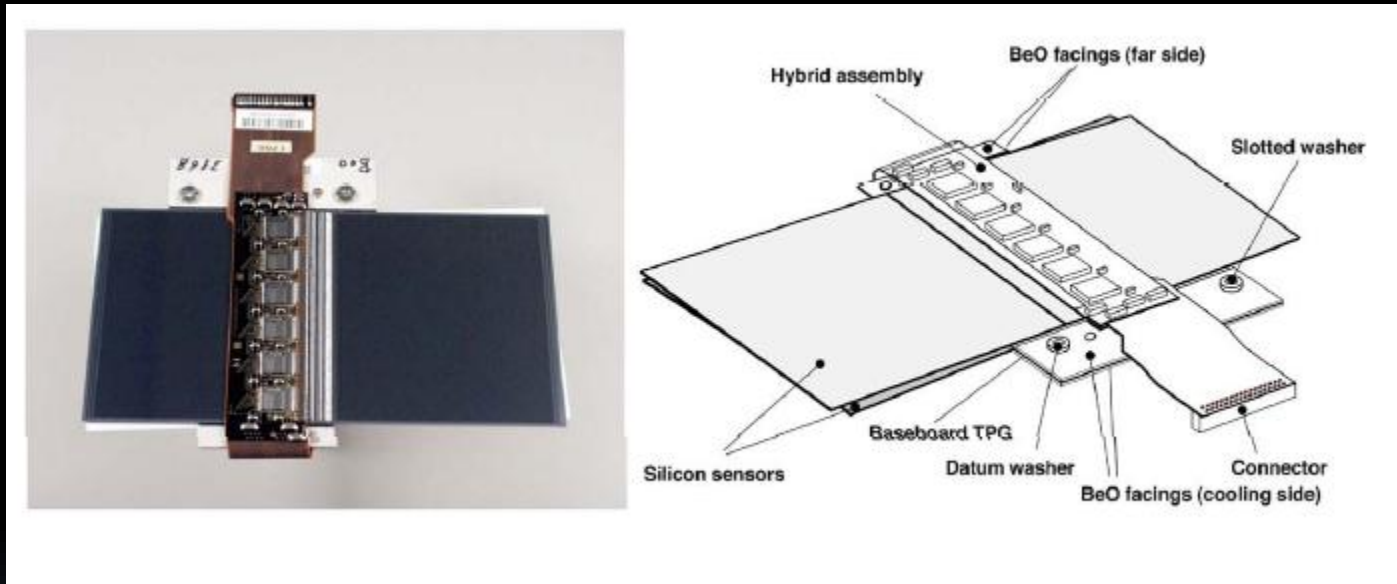 BeO facings (far side)
Hybrid assembly
Slotted washer
Baseboard TPG
Silicon sensors
Datum washer
Connector
BeO facings (cooling side)